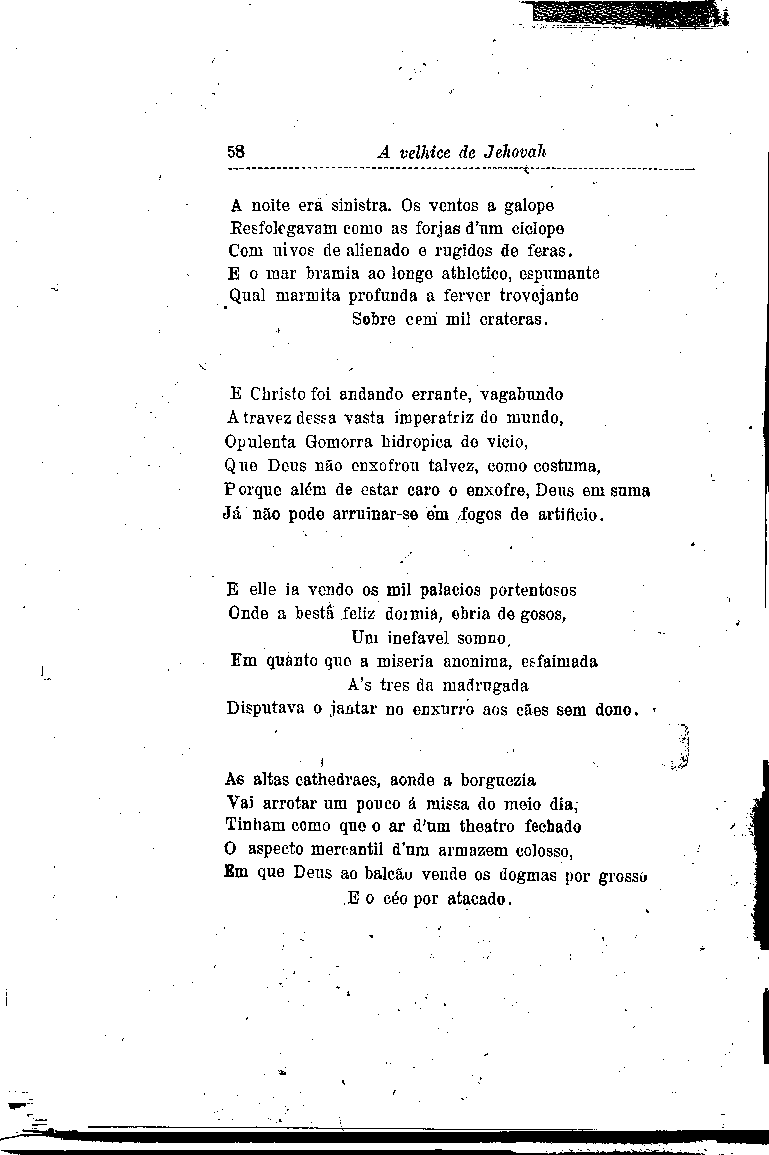 58 A velhice de Jehovah
A noite era sinistra. Os ventos a galope
Resfolegavam como as forjas d'um ciclope
Com uivos de alienado e rugidos de feras.
E o mar bramia ao longe athletico, espumante
Qual marmita profunda a ferver trovejante
Sobre cem mil crateras.
E Christo foi andando errante, vagabundo
Atravez dessa vasta imperatriz do mundo,
Opulenta Gomorra hidropica de vicio,
Que Deus não enxofrou talvez, como costuma,
Porque além de estar caro o enxofre, Deus em suma
Já não pode arruinar-se em fogos de artificio.
E elle ia vendo os mil palacios portentosos
Onde a besta feliz dormia, ebria de gosos,
Um inefavel somno,
Em quanto que a miseria anonima, esfaimada
A's tres da madrugada
Disputava o jantar no enxurro aos cães sem dono.
As altas cathedraes, aonde a borguezia
Vai arrotar um pouco á missa do meio dia,
Tinham como que o ar d'um theatro fechado
O aspecto mercantil d'um armazem colosso,
Em que Deus ao balcão vende os dogmas por grosso
E o céo por atacado.